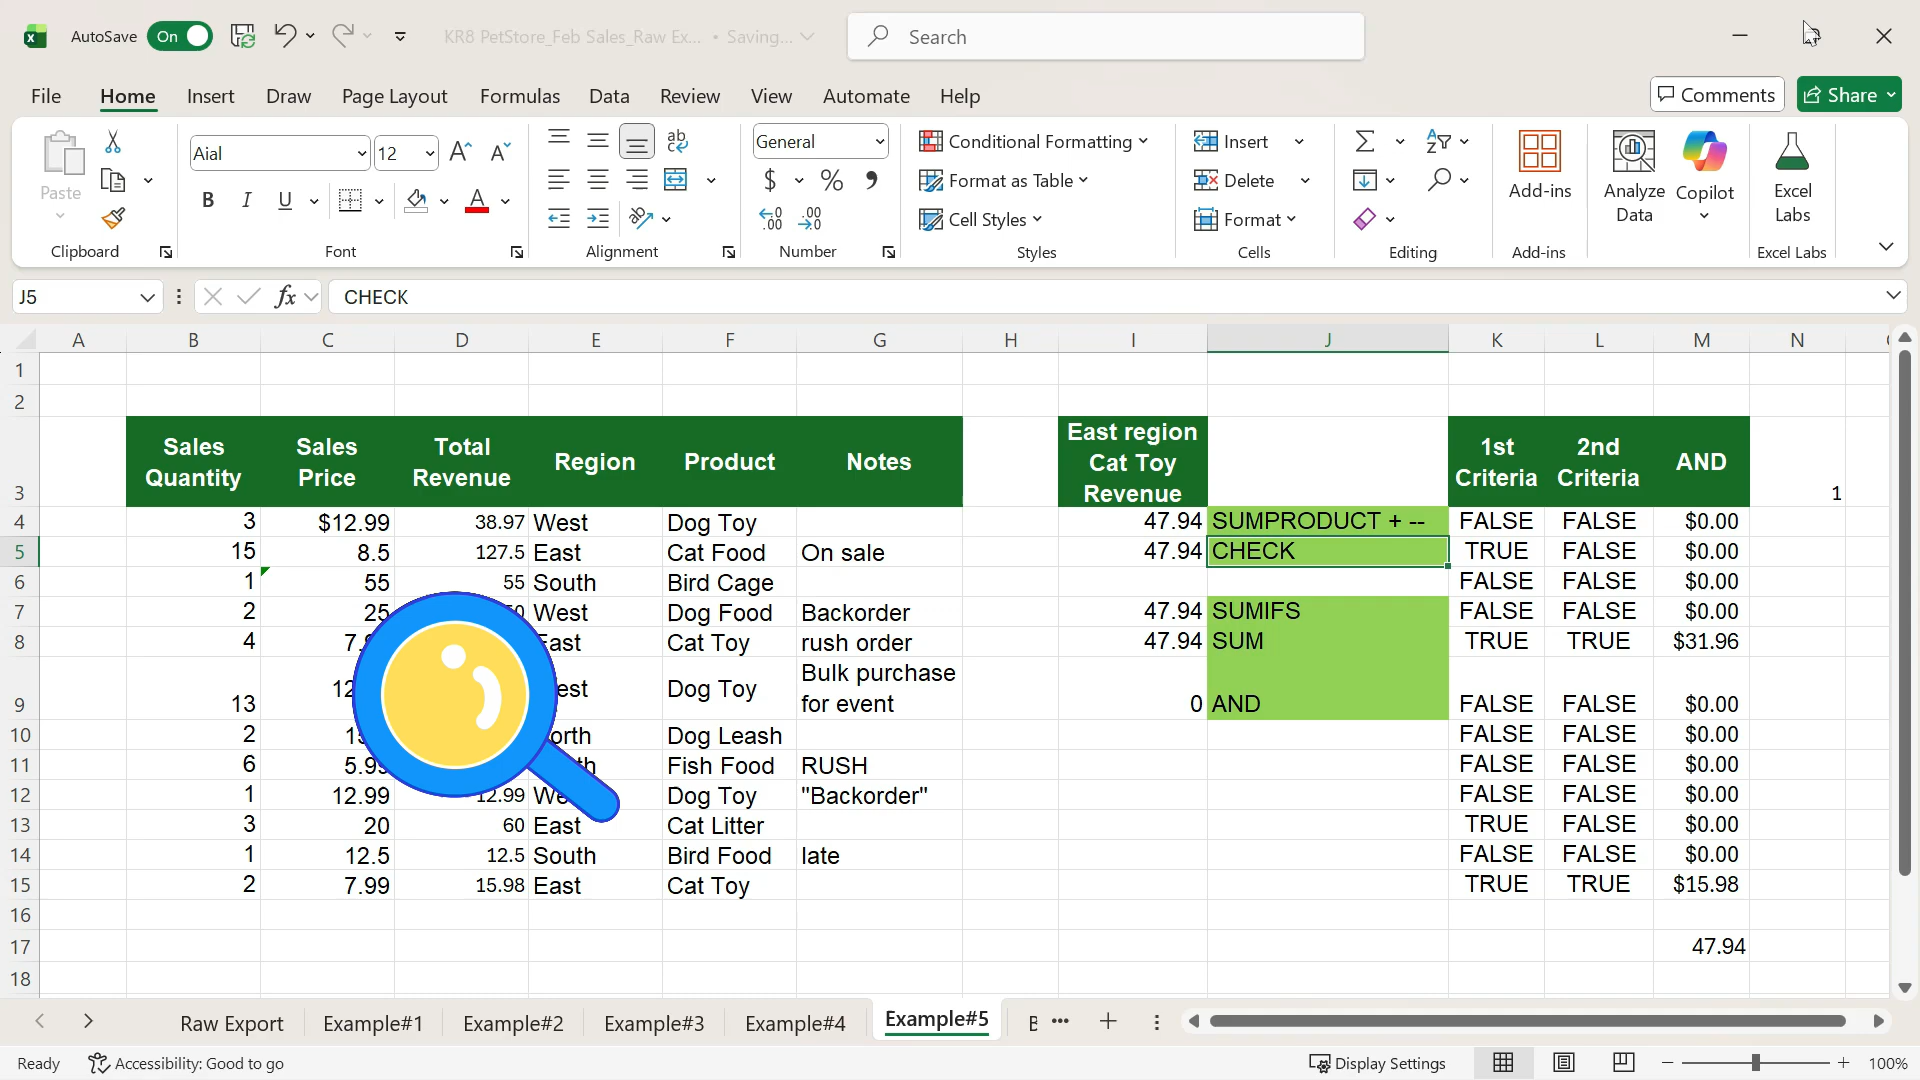 AutoSave On KR8 PetStore_Feb Sales_Raw Ex... • Saving... Search
File Home Insert Draw Page Layout Formulas Data Review View Automate Help Comments Share
Paste
Clipboard
Aial 12
B I U
A
Font
ab
Alignment
General
$ % ,
Number
Conditional Formatting
Format as Table
Cell Styles
Styles
Insert
Delete
Format
Cells
Editing
Add-ins
Add-ins
Analyze
Data
Copilot
Excel
Labs
Excel Labs
J5 fx CHECK
A B C D E F G H I J K L M N
1
2
3 Sales
Quantity Sales
Price Total
Revenue Region Product Notes East region
Cat Toy
Revenue 1st
Criteria 2nd
Criteria AND 1
4 3 $12.99 38.97 West Dog Toy 47.94 SUMPRODUCT + -- FALSE FALSE $0.00
5 15 8.5 127.5 East Cat Food On sale 47.94 CHECK TRUE FALSE $0.00
6 1 55 55 South Bird Cage FALSE FALSE $0.00
7 2 25 West Dog Food Backorder 47.94 SUMIFS FALSE FALSE $0.00
8 4 East Cat Toy rush order 47.94 SUM TRUE TRUE $31.96
9 13 Dog Toy Bulk purchase
for event 0 AND FALSE FALSE $0.00
10 2 Dog Leash FALSE FALSE $0.00
11 6 5.99 Fish Food RUSH FALSE FALSE $0.00
12 1 12.99 12.99 Dog Toy "Backorder" FALSE FALSE $0.00
13 3 20 60 East Cat Litter TRUE FALSE $0.00
14 1 12.5 12.5 South Bird Food late FALSE FALSE $0.00
15 2 7.99 15.98 East Cat Toy TRUE TRUE $15.98
16
17 47.94
18
Raw Export Example#1 Example#2 Example#3 Example#4 Example#5 B ...
Ready Accessibility: Good to go Display Settings 100%